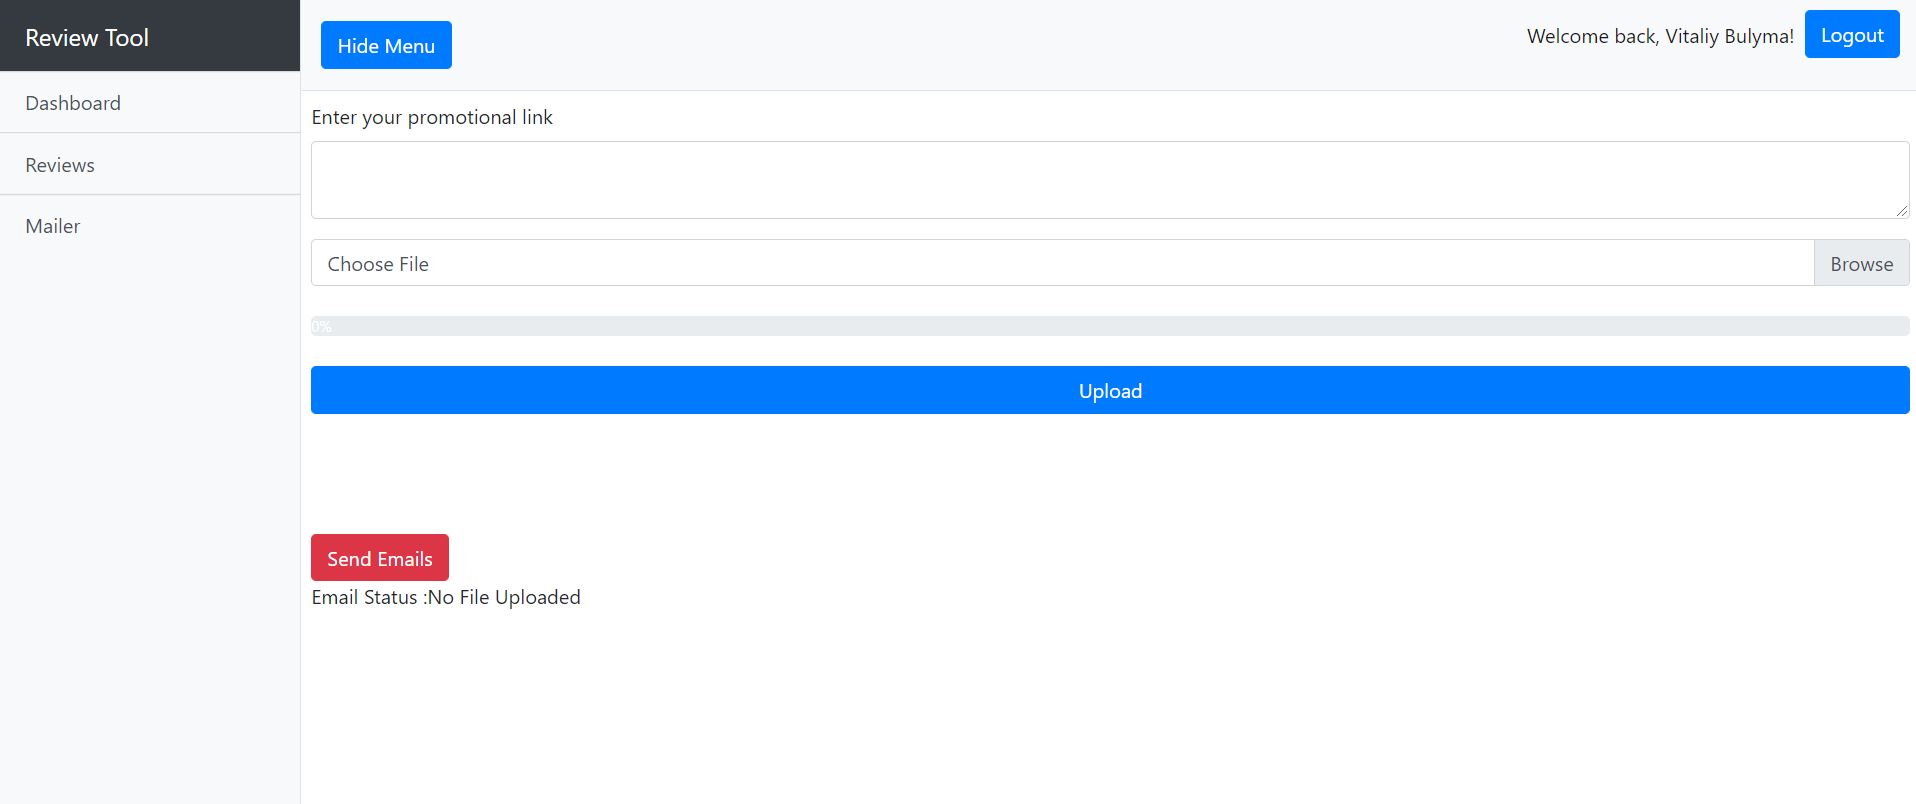 Review Tool
Hide Menu
Welcome back, Vitaliy Bulyma!
Logout
Dashboard
Reviews
Mailer
Enter your promotional link
Choose File
Browse
0%
Upload
Send Emails
Email Status :No File Uploaded